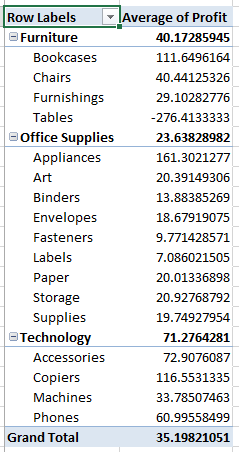 Row Labels Average of Profit
Furniture 40.17285945
Bookcases 111.6496164
Chairs 40.44125326
Furnishings 29.10282776
Tables -276.4133333
Office Supplies 23.63828982
Appliances 161.3021277
Art 20.39149306
Binders 13.88385269
Envelopes 18.67919075
Fasteners 9.771428571
Labels 7.086021505
Paper 20.01336898
Storage 20.92768792
Supplies 19.74927954
Technology 71.2764281
Accessories 72.9076087
Copiers 116.5531335
Machines 33.78507463
Phones 60.99558499
Grand Total 35.19821051